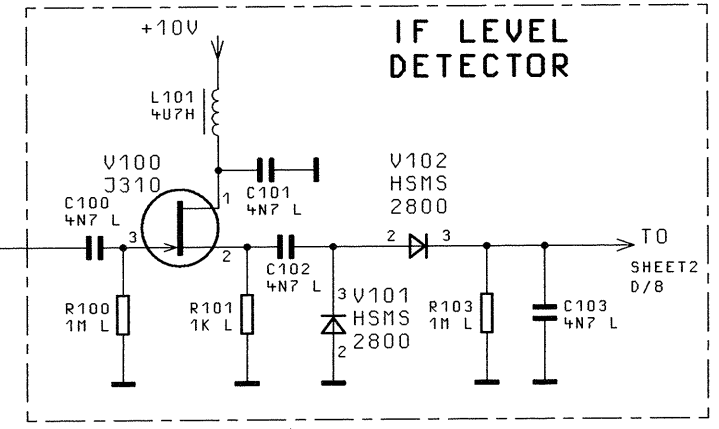 +10V
IF LEVEL
DETECTOR
L101
4U7H
V100
J310
1
C101
4N7 L
V102
HSMS
2800
C100
4N7 L
3
2
C102
4N7 L
2
3
TO
SHEET2
D/8
R100
1M L
R101
1K L
3
V101
HSMS
2800
2
R103
1M L
C103
4N7 L